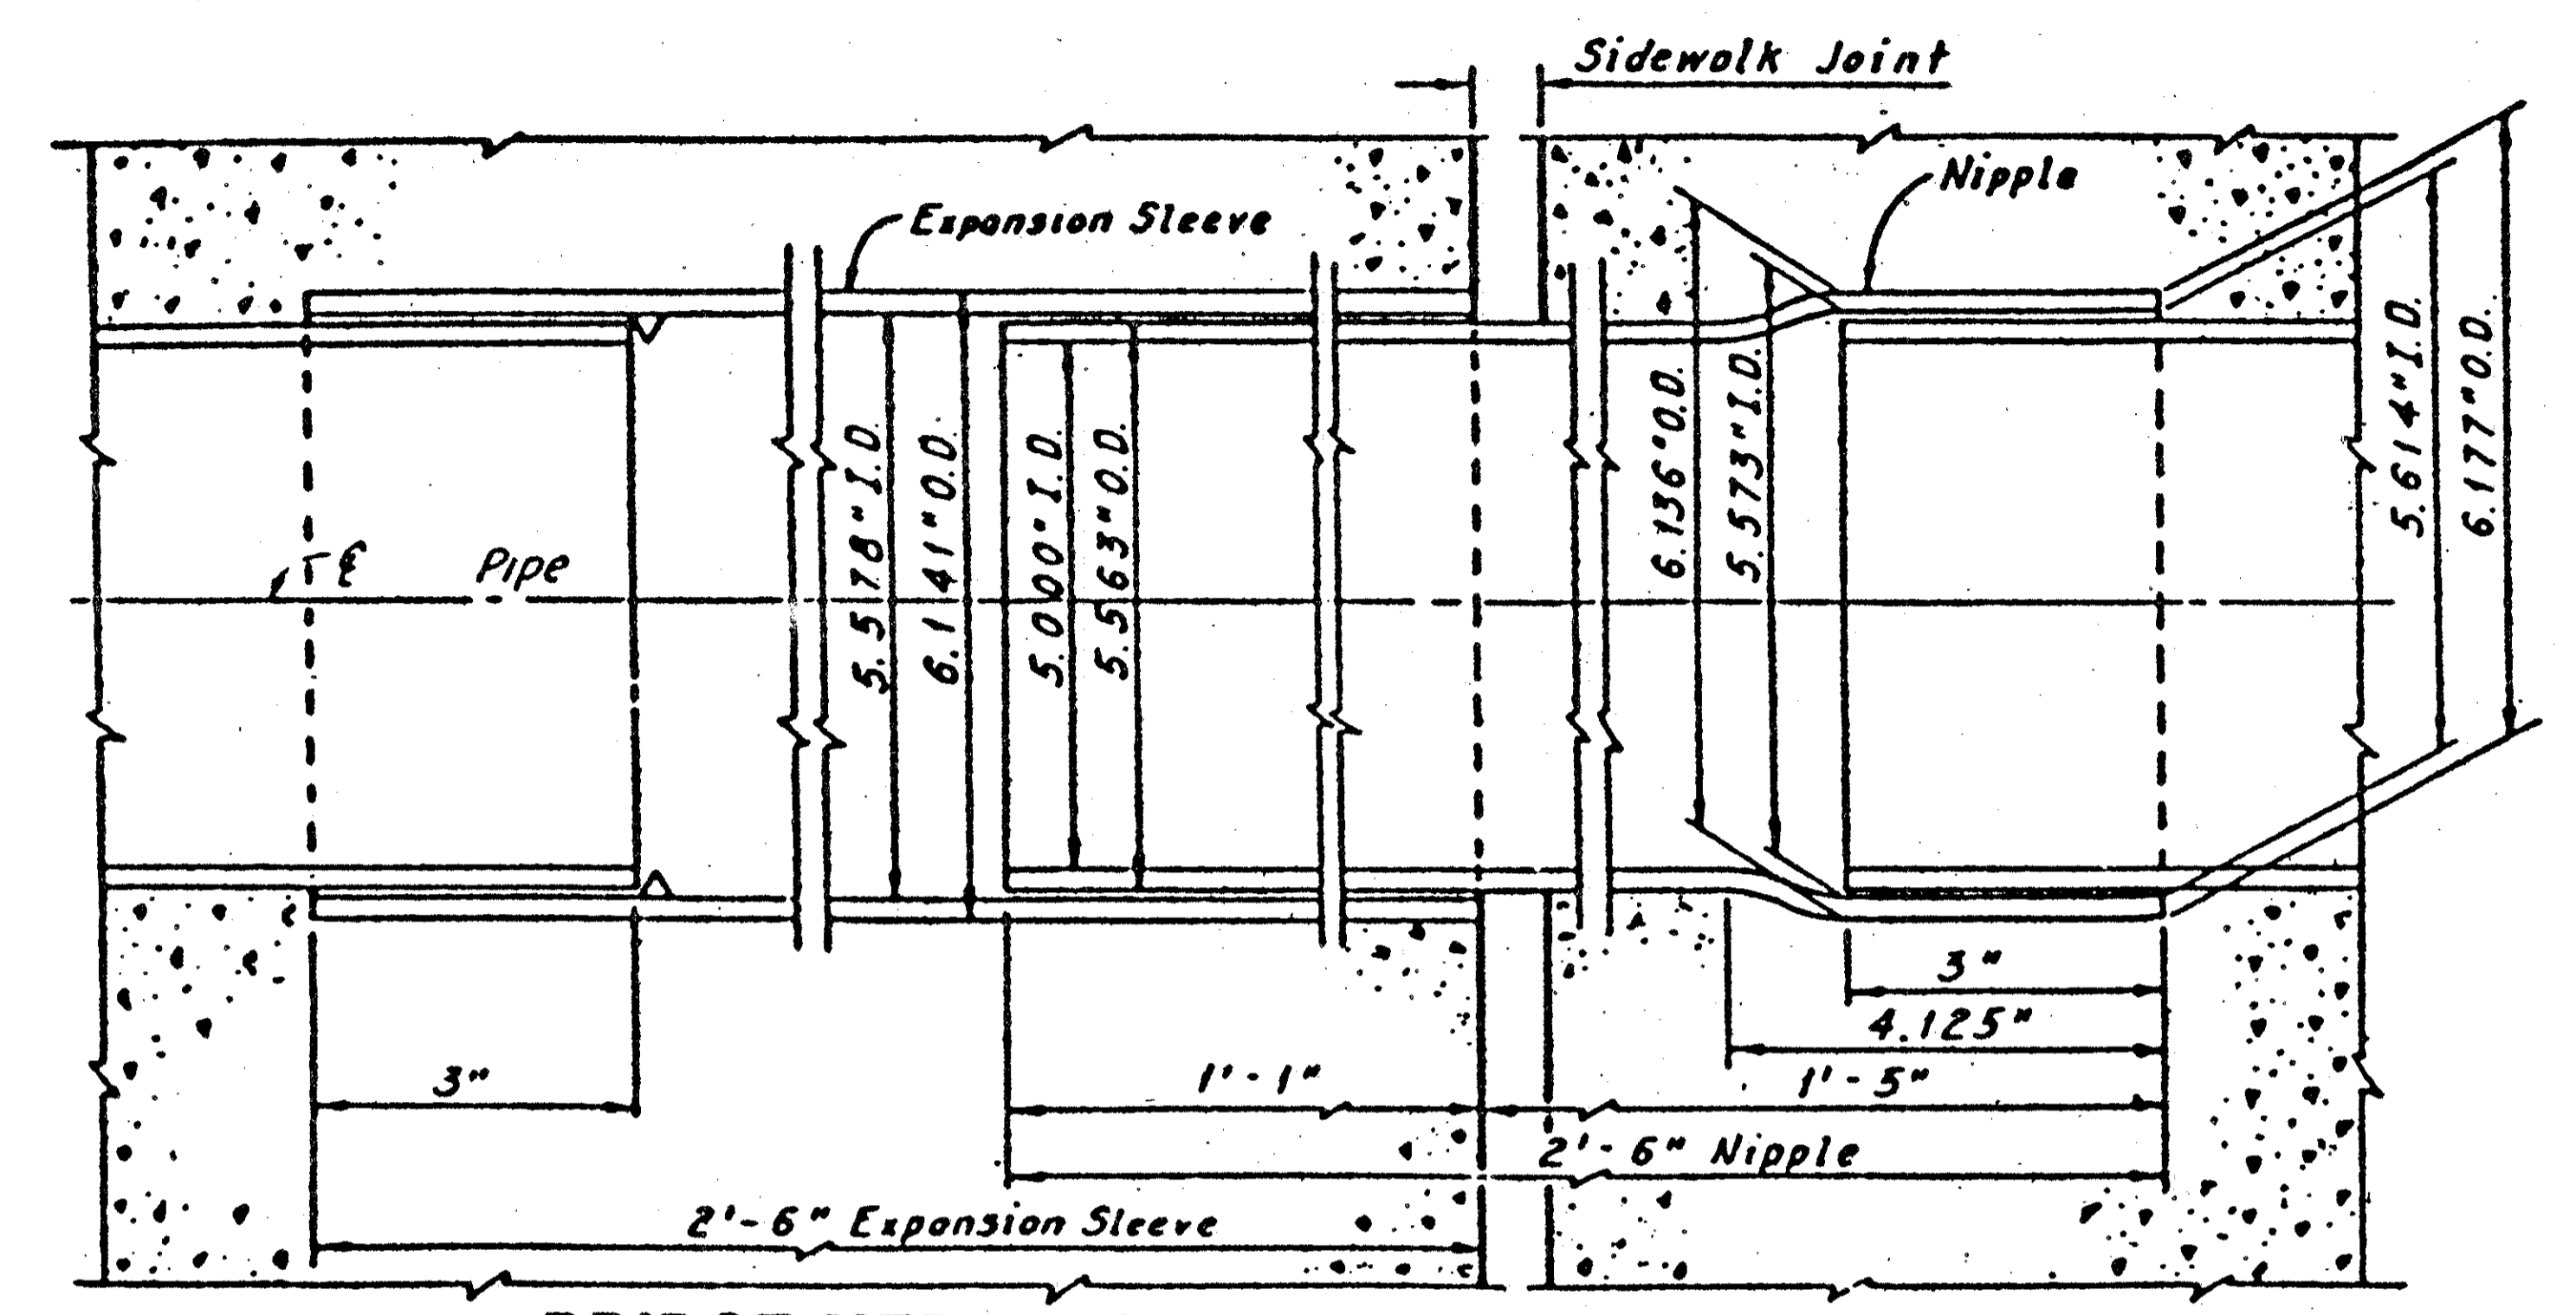 Sidewalk Joint
Nipple
Expansion Sleeve
℄ Pipe
5.578" I.D.
6.141" O.D.
5.000" I.D.
5.563" O.D.
6.136" O.D.
5.573" I.D.
5.614" I.D.
6.177" O.D.
3"
4.125"
3"
1'-1"
1'-5"
2'-6" Nipple
2'-6" Expansion Sleeve